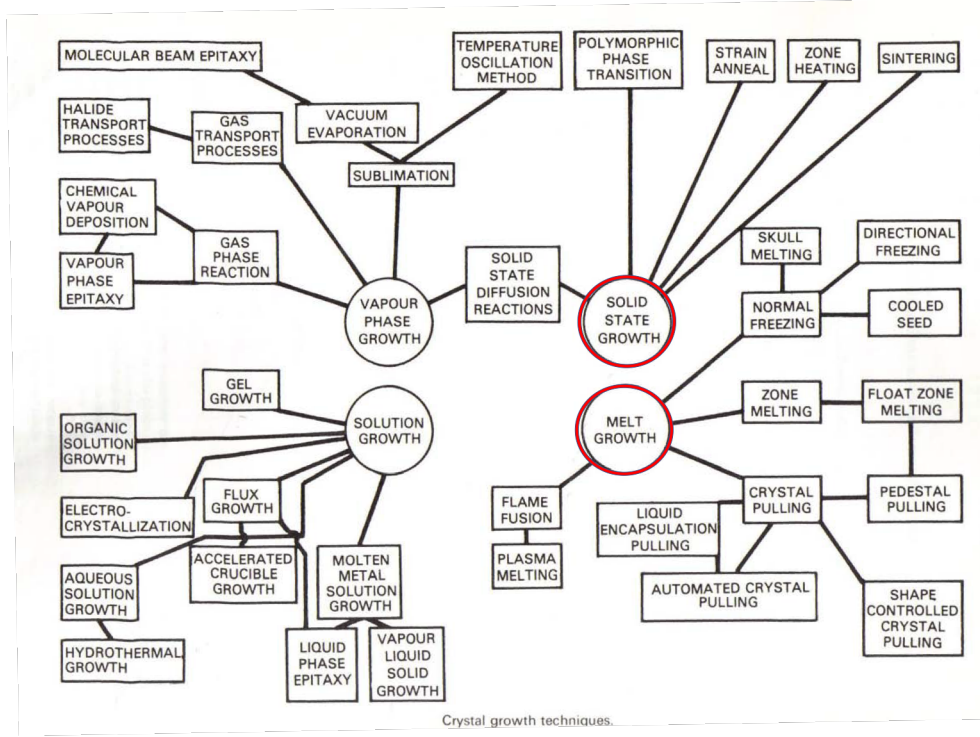 MOLECULAR BEAM EPITAXY
TEMPERATURE
OSCILLATION
METHOD
POLYMORPHIC
PHASE
TRANSITION
STRAIN
ANNEAL
ZONE
HEATING
SINTERING
HALIDE
TRANSPORT
PROCESSES
GAS
TRANSPORT
PROCESSES
VACUUM
EVAPORATION
SUBLIMATION
CHEMICAL
VAPOUR
DEPOSITION
VAPOUR
PHASE
EPITAXY
GAS
PHASE
REACTION
VAPOUR
PHASE
GROWTH
SOLID
STATE
DIFFUSION
REACTIONS
SOLID
STATE
GROWTH
SKULL
MELTING
DIRECTIONAL
FREEZING
NORMAL
FREEZING
COOLED
SEED
GEL
GROWTH
SOLUTION
GROWTH
MELT
GROWTH
ZONE
MELTING
FLOAT ZONE
MELTING
ORGANIC
SOLUTION
GROWTH
ELECTRO-
CRYSTALLIZATION
FLUX
GROWTH
FLAME
FUSION
LIQUID
ENCAPSULATION
PULLING
CRYSTAL
PULLING
PEDESTAL
PULLING
AQUEOUS
SOLUTION
GROWTH
ACCELERATED
CRUCIBLE
GROWTH
MOLTEN
METAL
SOLUTION
GROWTH
PLASMA
MELTING
AUTOMATED CRYSTAL
PULLING
SHAPE
CONTROLLED
CRYSTAL
PULLING
HYDROTHERMAL
GROWTH
LIQUID
PHASE
EPITAXY
VAPOUR
LIQUID
SOLID
GROWTH
Crystal growth techniques.